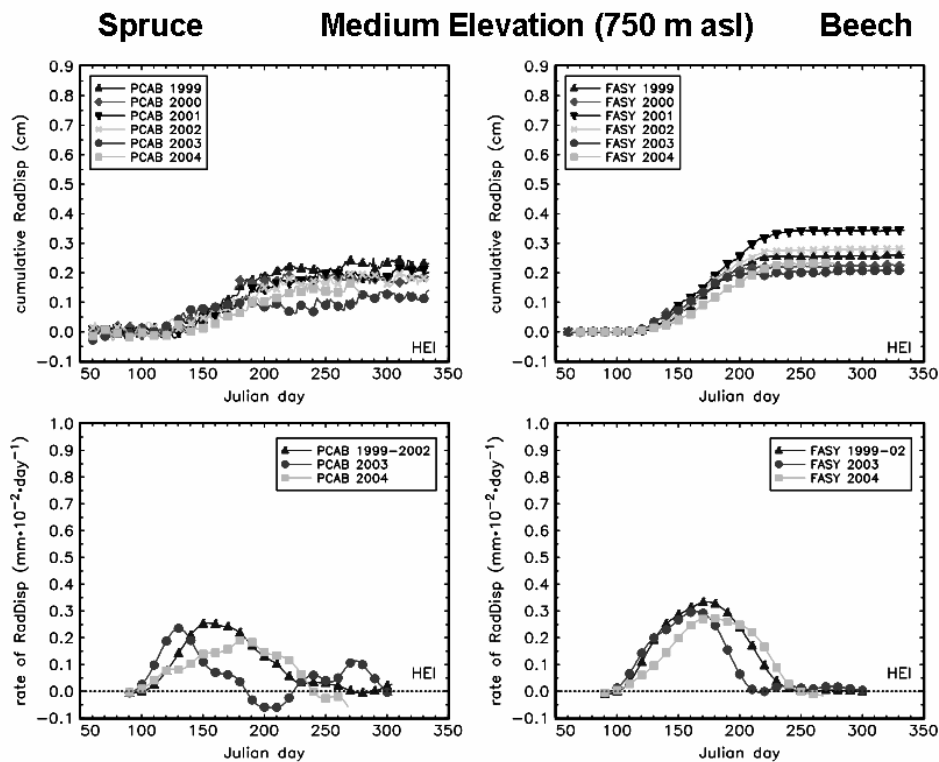 Spruce Medium Elevation (750 m asl) Beech
cumulative RadDisp (cm)
0.9
0.8
0.7
0.6
0.5
0.4
0.3
0.2
0.1
0.0
−0.1
PCAB 1999
PCAB 2000
PCAB 2001
PCAB 2002
PCAB 2003
PCAB 2004
HEI
50 100 150 200 250 300 350
Julian day
cumulative RadDisp (cm)
0.9
0.8
0.7
0.6
0.5
0.4
0.3
0.2
0.1
0.0
−0.1
FASY 1999
FASY 2000
FASY 2001
FASY 2002
FASY 2003
FASY 2004
HEI
50 100 150 200 250 300 350
Julian day
rate of RadDisp (mm·10⁻²·day⁻¹)
1.0
0.9
0.8
0.7
0.6
0.5
0.4
0.3
0.2
0.1
0.0
−0.1
PCAB 1999−2002
PCAB 2003
PCAB 2004
HEI
50 100 150 200 250 300 350
Julian day
rate of RadDisp (mm·10⁻²·day⁻¹)
1.0
0.9
0.8
0.7
0.6
0.5
0.4
0.3
0.2
0.1
0.0
−0.1
FASY 1999−02
FASY 2003
FASY 2004
HEI
50 100 150 200 250 300 350
Julian day